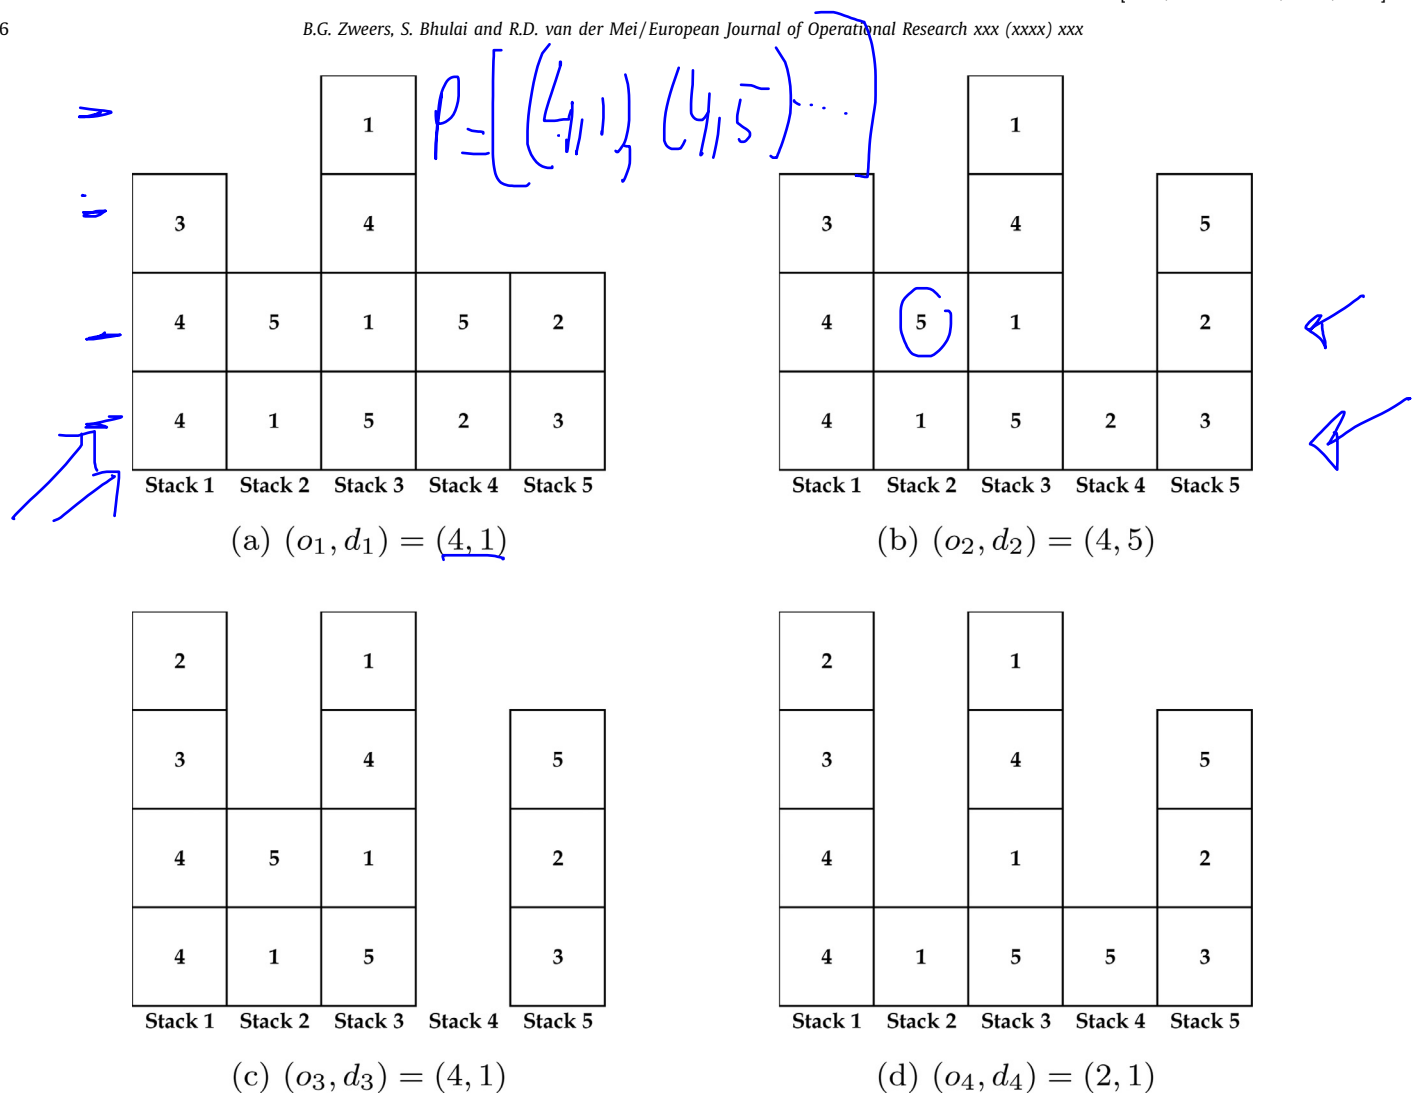 6 B.G. Zweers, S. Bhulai and R.D. van der Mei / European Journal of Operational Research xxx (xxxx) xxx
P = [(4,1), (4,5) ...]
1 1
3 4 3 4 5
4 5 1 5 2 4 5 1 2
4 1 5 2 3 4 1 5 2 3
Stack 1 Stack 2 Stack 3 Stack 4 Stack 5 Stack 1 Stack 2 Stack 3 Stack 4 Stack 5
(a) (o₁, d₁) = (4, 1) (b) (o₂, d₂) = (4, 5)
2 1 2 1
3 4 5 3 4 5
4 5 1 2 4 1 2
4 1 5 3 4 1 5 5 3
Stack 1 Stack 2 Stack 3 Stack 4 Stack 5 Stack 1 Stack 2 Stack 3 Stack 4 Stack 5
(c) (o₃, d₃) = (4, 1) (d) (o₄, d₄) = (2, 1)